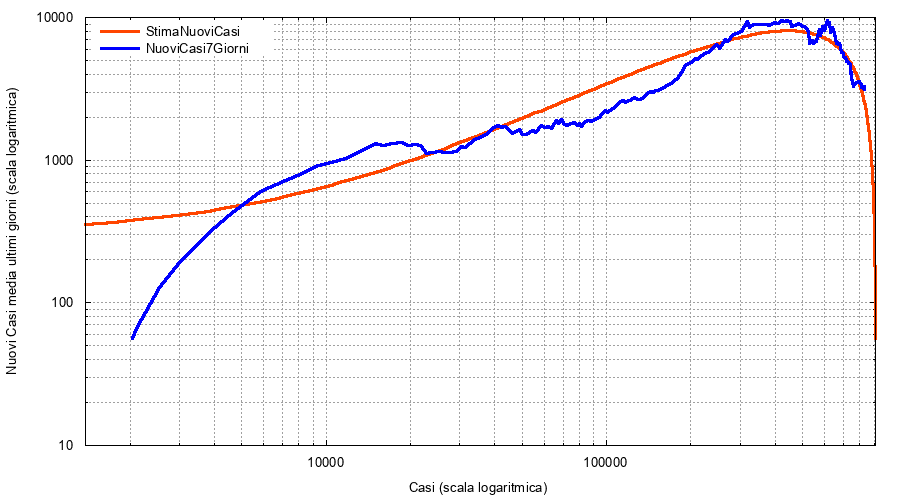 10000
StimaNuoviCasi
NuoviCasi7Giorni
1000
100
10
10000
100000
Nuovi Casi media ultimi giorni (scala logaritmica)
Casi (scala logaritmica)